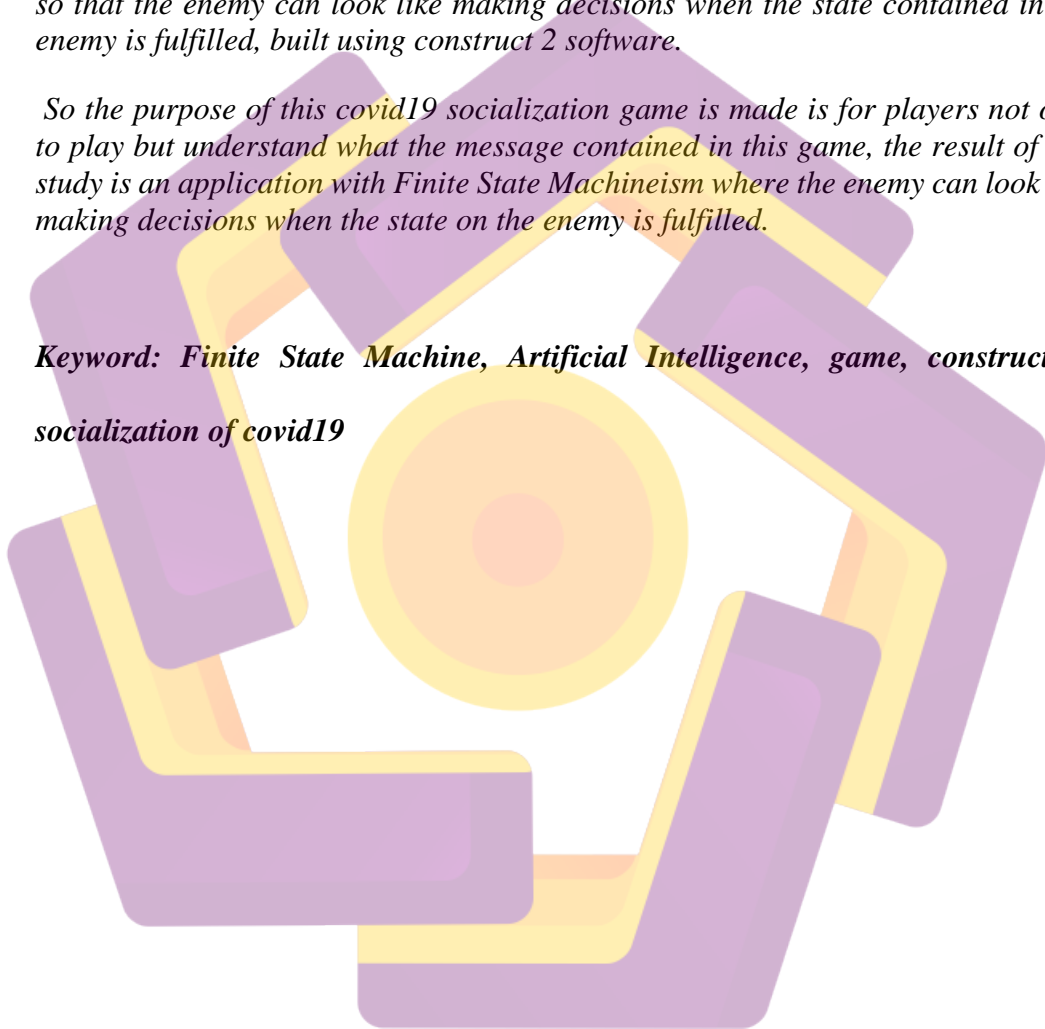 so that the enemy can look like making decisions when the state contained in
enemy is fulfilled, built using construct 2 software.
So the purpose of this covid19 socialization game is made is for players not
to play but understand what the message contained in this game, the result of
study is an application with Finite State Machineism where the enemy can look
making decisions when the state on the enemy is fulfilled.
Keyword: Finite State Machine, Artificial Intelligence, game, construct
socialization of covid19